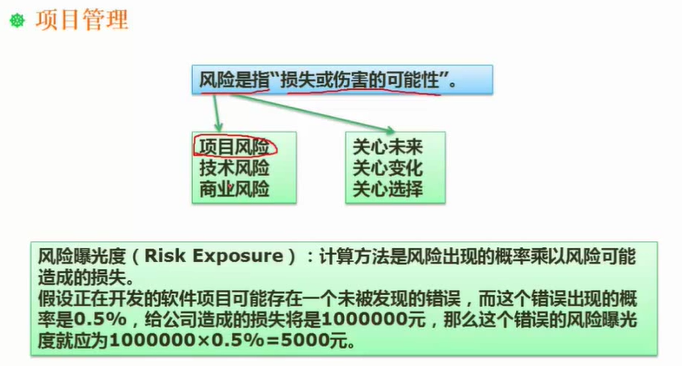 项目管理
风险是指“损失或伤害的可能性”。
项目风险
技术风险
商业风险
关心未来
关心变化
关心选择
风险曝光度（Risk Exposure）：计算方法是风险出现的概率乘以风险可能
造成的损失。
假设正在开发的软件项目可能存在一个未被发现的错误，而这个错误出现的概
率是0.5%，给公司造成的损失将是1000000元，那么这个错误的风险曝光
度就应为1000000×0.5%=5000元。